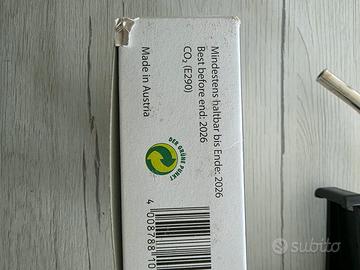 Mindestens haltbar bis Ende: 2026
Best before end: 2026
CO₂ (E290)
Made in Austria
DER GRÜNE PUNKT
4 008788 10
subito